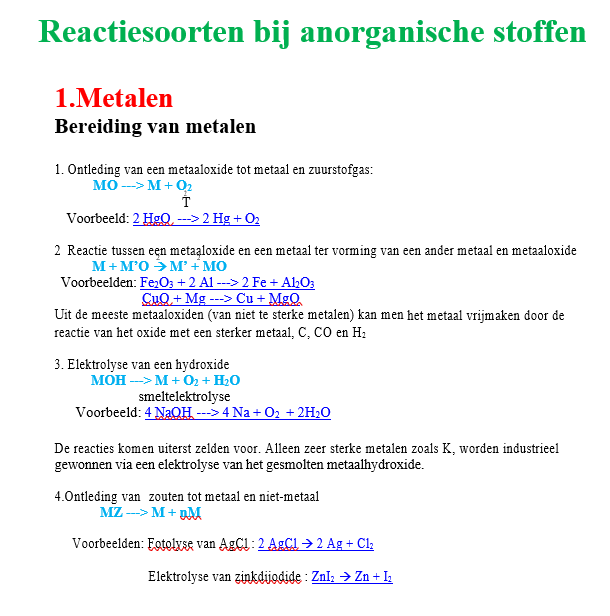 Reactiesoorten bij anorganische stoffen
1.Metalen
Bereiding van metalen
1. Ontleding van een metaaloxide tot metaal en zuurstofgas:
MO ---> M + O₂
T
Voorbeeld: 2 HgO ---> 2 Hg + O₂
2 Reactie tussen een metaaloxide en een metaal ter vorming van een ander metaal en metaaloxide
M + M’O → M’ + MO
Voorbeelden: Fe₂O₃ + 2 Al ---> 2 Fe + Al₂O₃
CuO + Mg ---> Cu + MgO
Uit de meeste metaaloxiden (van niet te sterke metalen) kan men het metaal vrijmaken door de
reactie van het oxide met een sterker metaal, C, CO en H₂
3. Elektrolyse van een hydroxide
MOH ---> M + O₂ + H₂O
smeltelektrolyse
Voorbeeld: 4 NaOH ---> 4 Na + O₂ + 2H₂O
De reacties komen uiterst zelden voor. Alleen zeer sterke metalen zoals K, worden industrieel
gewonnen via een elektrolyse van het gesmolten metaalhydroxide.
4.Ontleding van zouten tot metaal en niet-metaal
MZ ---> M + nM
Voorbeelden: Fotolyse van AgCl : 2 AgCl → 2 Ag + Cl₂
Elektrolyse van zinkdijodide : ZnI₂ → Zn + I₂